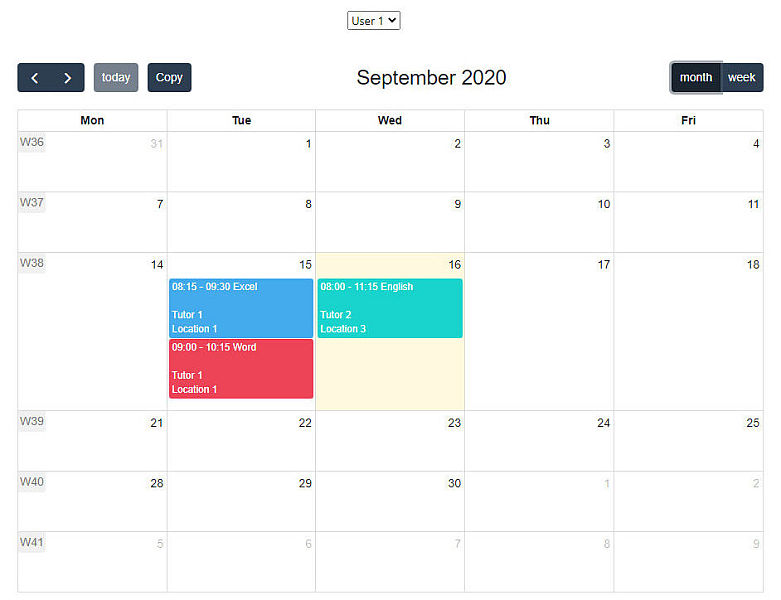 User 1
today Copy September 2020 month week
Mon Tue Wed Thu Fri
W36 31 1 2 3 4
W37 7 8 9 10 11
W38 14 15 16 17 18
08:15 - 09:30 Excel
Tutor 1
Location 1
09:00 - 10:15 Word
Tutor 1
Location 1
08:00 - 11:15 English
Tutor 2
Location 3
W39 21 22 23 24 25
W40 28 29 30 1 2
W41 5 6 7 8 9